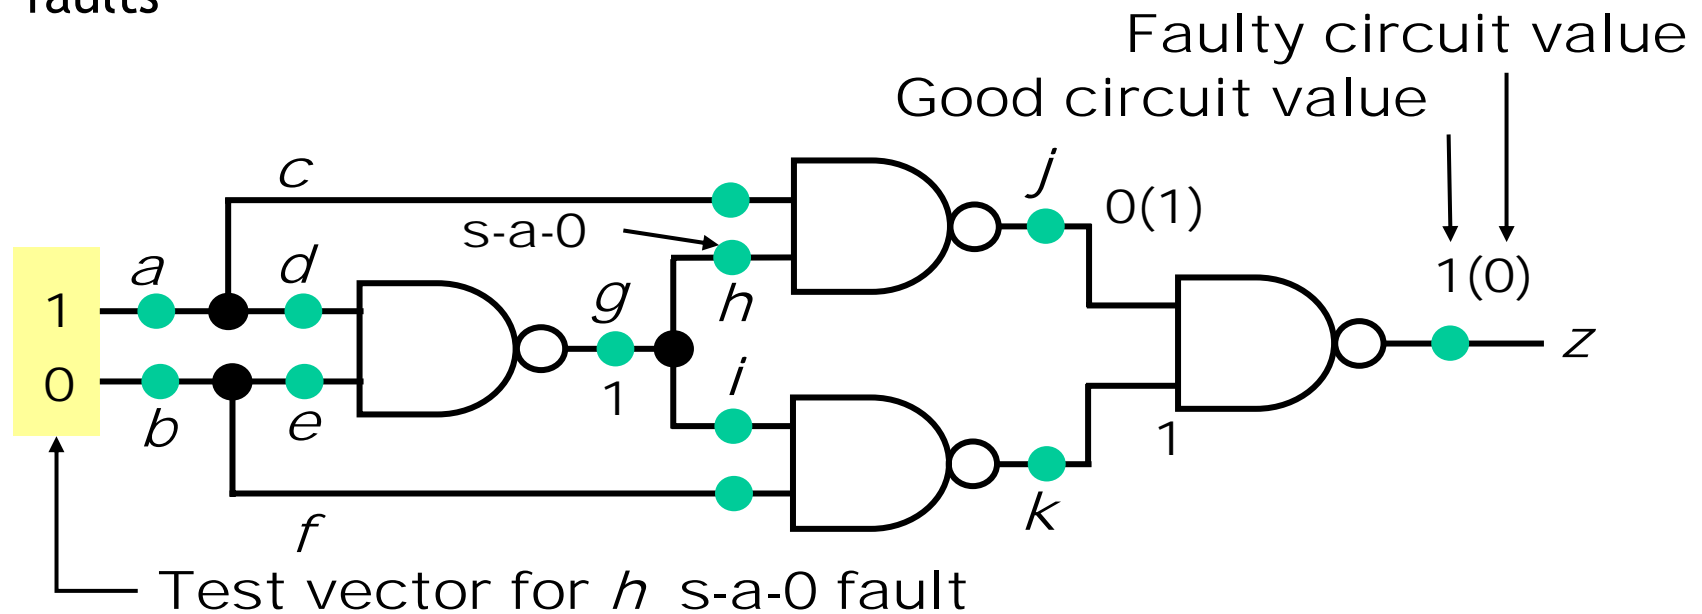 faults
Faulty circuit value
Good circuit value
c
j
s-a-0
0(1)
a
d
g
h
1(0)
1
z
0
1
i
b
e
1
k
f
Test vector for h s-a-0 fault